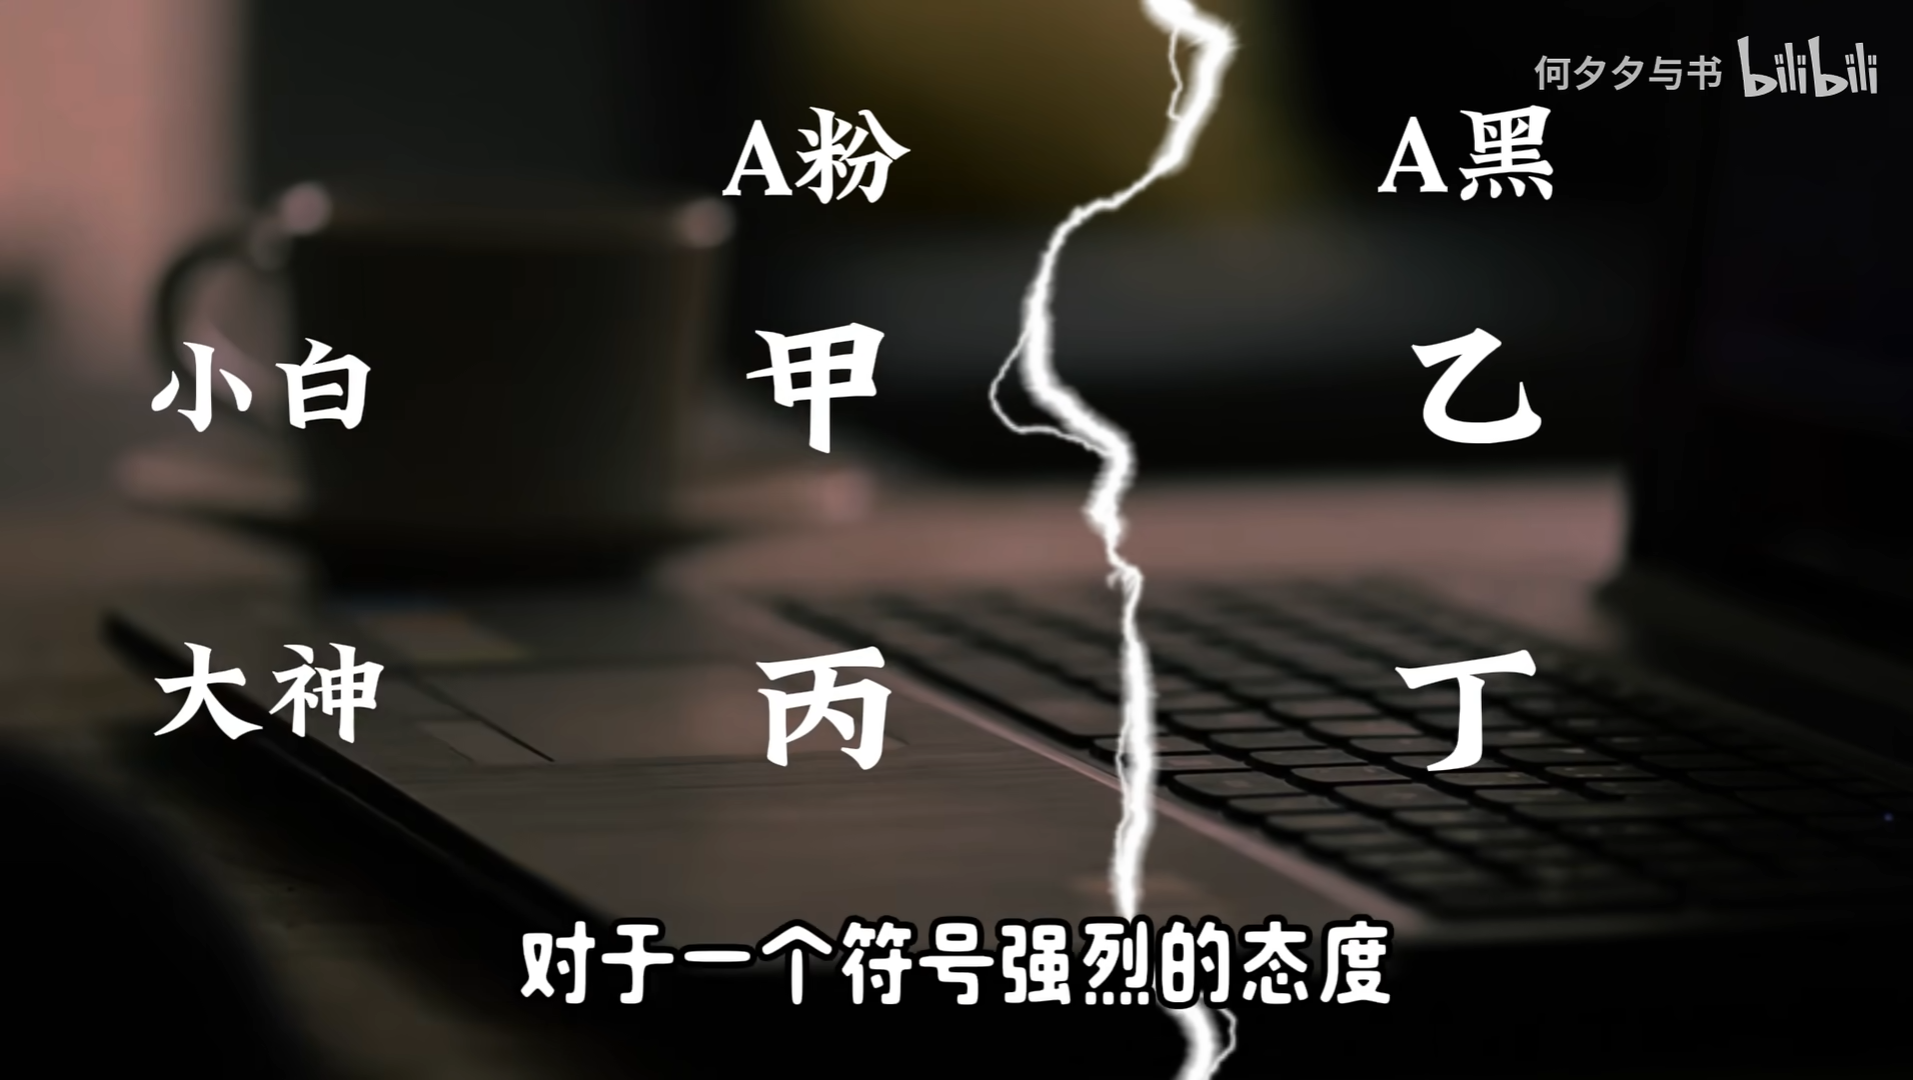 何夕夕与书 bilibili
A粉 A黑
小白 甲 乙
大神 丙 丁
对于一个符号强烈的态度